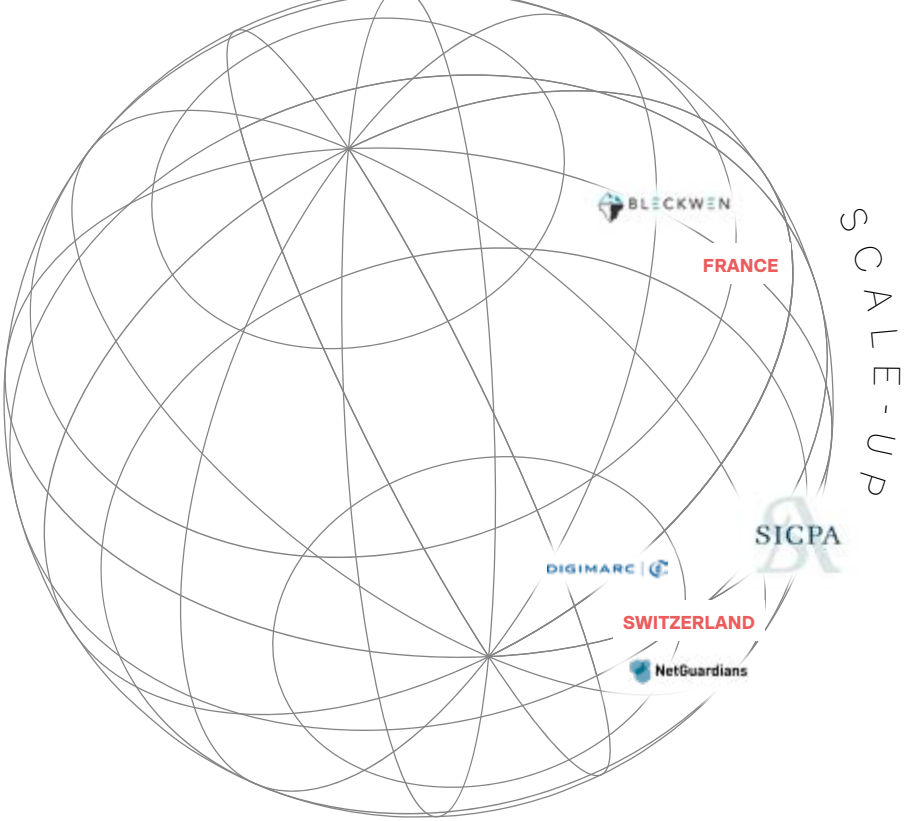 BLECKWEN
FRANCE
SCALE-UP
SICPA
DIGIMARC
SWITZERLAND
NetGuardians